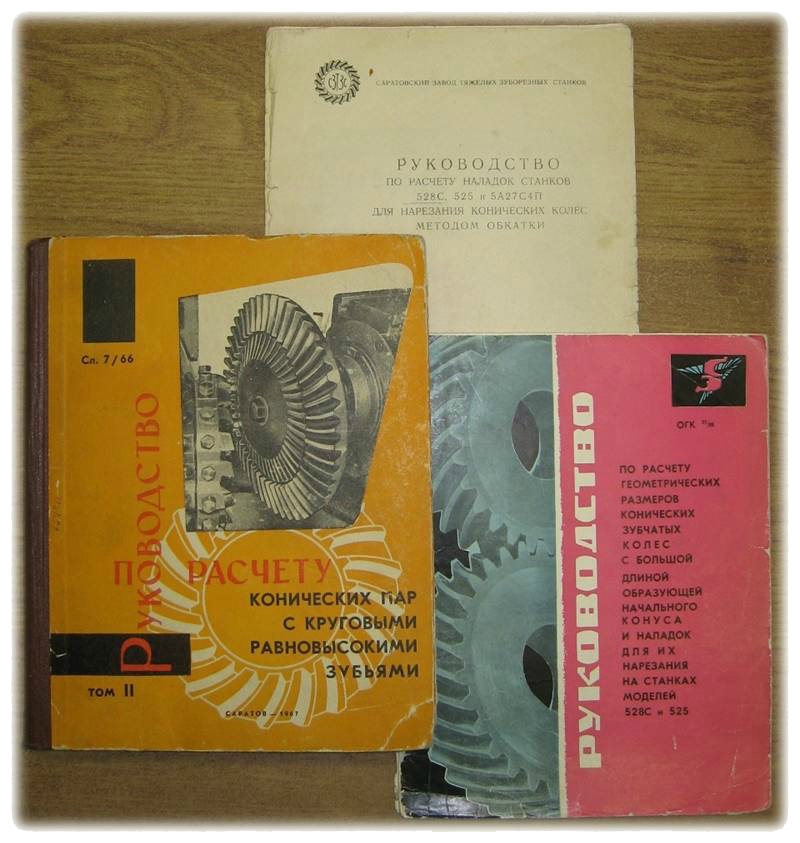 СЗТЗС
САРАТОВСКИЙ ЗАВОД ТЯЖЕЛЫХ ЗУБОРЕЗНЫХ СТАНКОВ
РУКОВОДСТВО
ПО РАСЧЕТУ НАЛАДОК СТАНКОВ
528С, 525 и 5А27С4П
ДЛЯ НАРЕЗАНИЯ КОНИЧЕСКИХ КОЛЕС
МЕТОДОМ ОБКАТКИ
Сл. 7/66
РУКОВОДСТВО
ПО РАСЧЕТУ
КОНИЧЕСКИХ ПАР
С КРУГОВЫМИ
РАВНОВЫСОКИМИ
ЗУБЬЯМИ
ТОМ II
САРАТОВ — 1967
ОГК
РУКОВОДСТВО
ПО РАСЧЕТУ
ГЕОМЕТРИЧЕСКИХ
РАЗМЕРОВ
КОНИЧЕСКИХ
ЗУБЧАТЫХ
КОЛЕС
С БОЛЬШОЙ
ДЛИНОЙ
ОБРАЗУЮЩЕЙ
НАЧАЛЬНОГО
КОНУСА
И НАЛАДОК
ДЛЯ ИХ
НАРЕЗАНИЯ
НА СТАНКАХ
МОДЕЛЕЙ
528С и 525